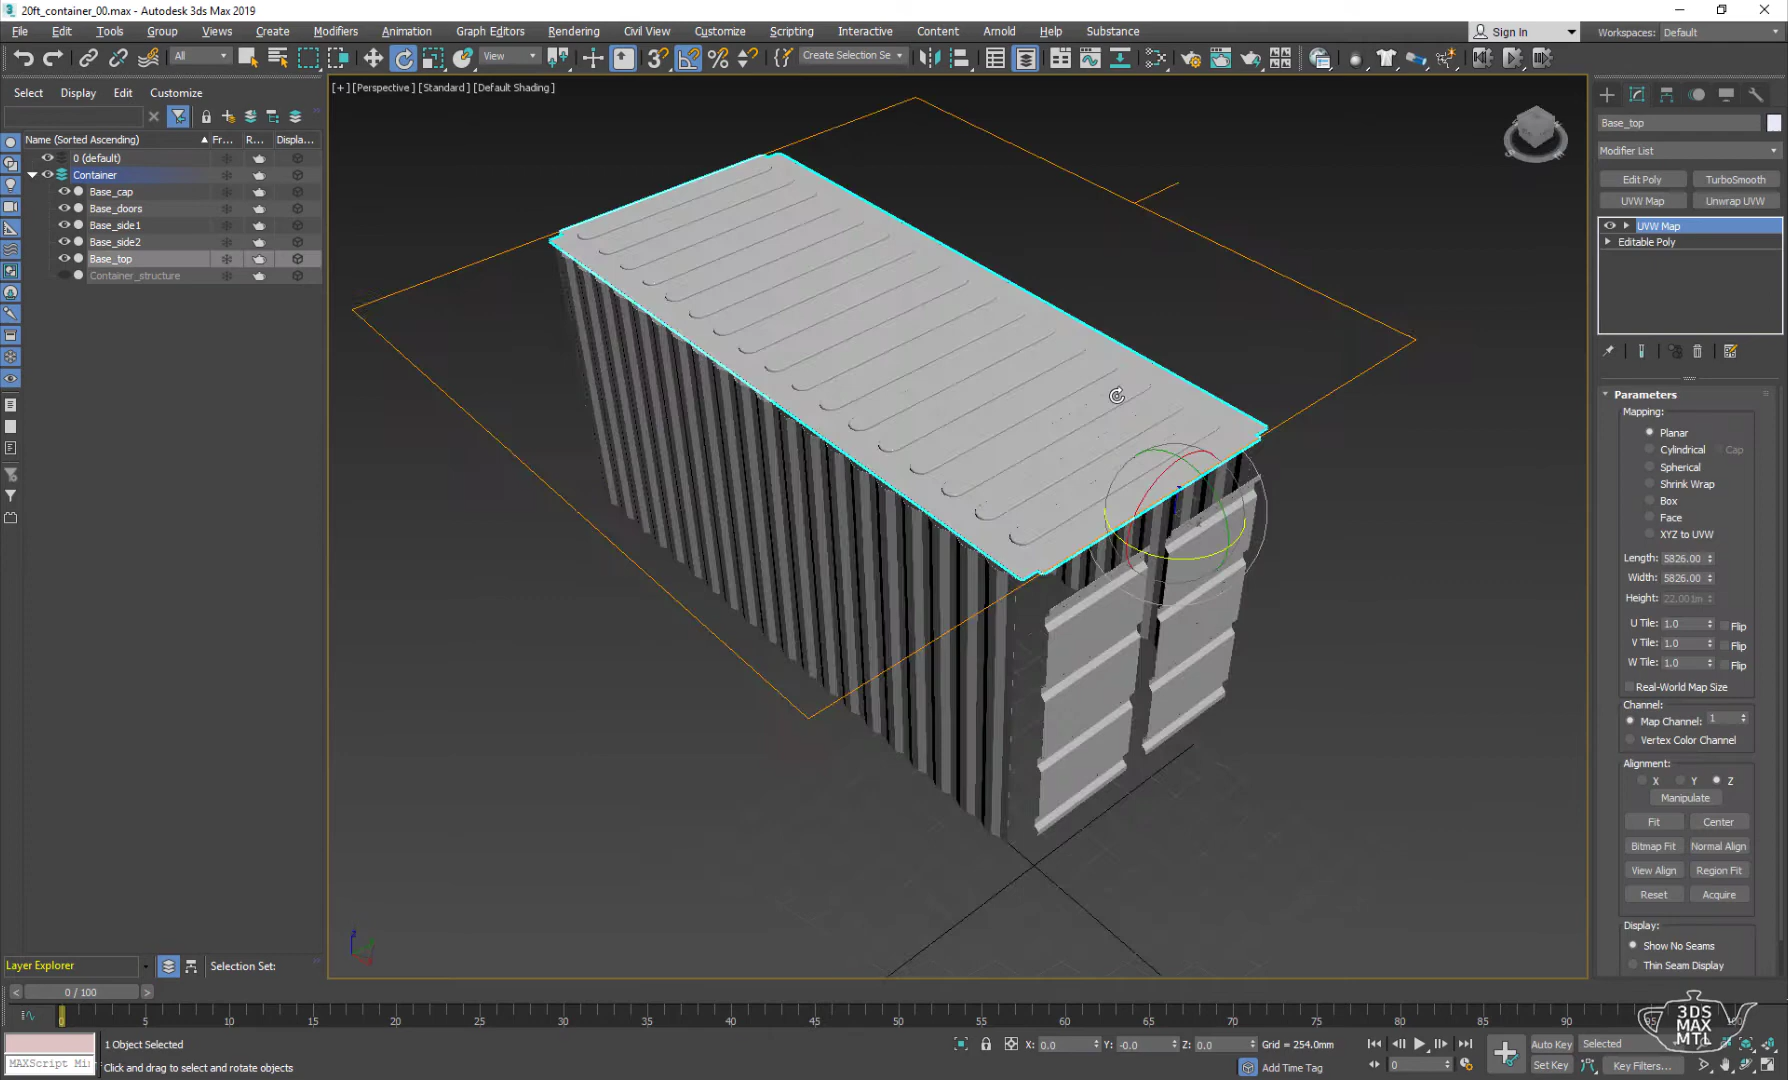 20ft_container_00.max - Autodesk 3ds Max 2019
File Edit Tools Group Views Create Modifiers Animation Graph Editors Rendering Civil View Customize Scripting Interactive Content Arnold Help Substance
Sign In
Workspaces: Default
All
View
Create Selection Se
Select Display Edit Customize
Name (Sorted Ascending) Fr... R... Displa...
0 (default)
Container
Base_cap
Base_doors
Base_side1
Base_side2
Base_top
Container_structure
[+] [Perspective] [Standard] [Default Shading]
Base_top
Modifier List
Edit Poly TurboSmooth
UVW Map Unwrap UVW
UVW Map
Editable Poly
Parameters
Mapping:
Planar
Cylindrical Cap
Spherical
Shrink Wrap
Box
Face
XYZ to UVW
Length: 5826.00
Width: 5826.00
Height: 22.001m
U Tile: 1.0 Flip
V Tile: 1.0 Flip
W Tile: 1.0 Flip
Real-World Map Size
Channel:
Map Channel: 1
Vertex Color Channel
Alignment:
X Y Z
Manipulate
Fit Center
Bitmap Fit Normal Align
View Align Region Fit
Reset Acquire
Display:
Show No Seams
Thin Seam Display
Layer Explorer
Selection Set:
0 / 100
0 5 10 15 20 25 30 35 40 45 50 55 60 65 70 75 80 85 90 95 100
3DS
MAX
MTL
1 Object Selected
X: 0.0 Y: -0.0 Z: 0.0 Grid = 254.0mm
Auto Key Selected
MAXScript Mi
Click and drag to select and rotate objects
Add Time Tag
0
Set Key Key Filters...